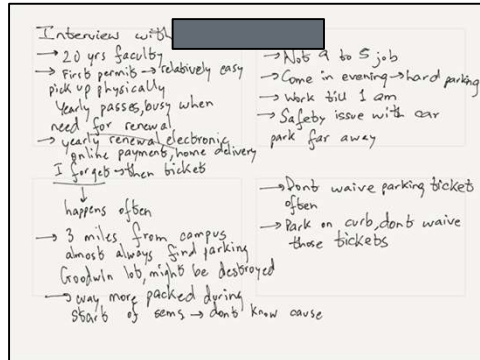 Interview with
→ 20 yrs faculty
→ First permit → relatively easy
pick up physically
Yearly passes, busy when
need for renewal
→ yearly renewal electronic
online payments, home delivery
I forget → then tickets
↓
happens often
→ 3 miles from campus
almost always find parking
Goodwin lot, might be destroyed
→ way more packed during
starts of sems → dont know cause
→ Not 9 to 5 job
→ Come in evening → hard parking
→ Work till 1 am
→ Safety issue with car
park far away
→ Dont waive parking ticket
often
→ Park on curb, dont waive
those tickets